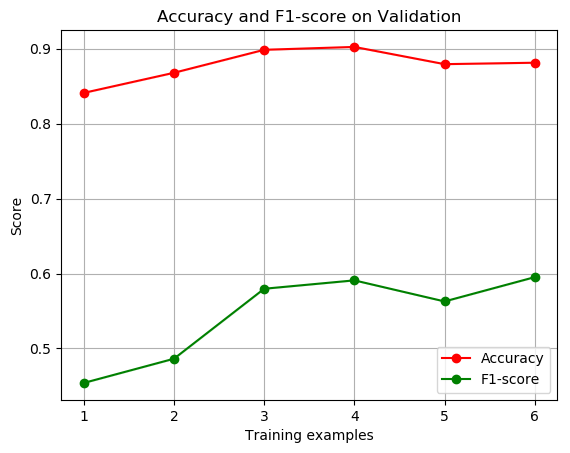 Accuracy and F1-score on Validation
0.9
0.8
0.7
0.6
0.5
Score
Accuracy
F1-score
1 2 3 4 5 6
Training examples